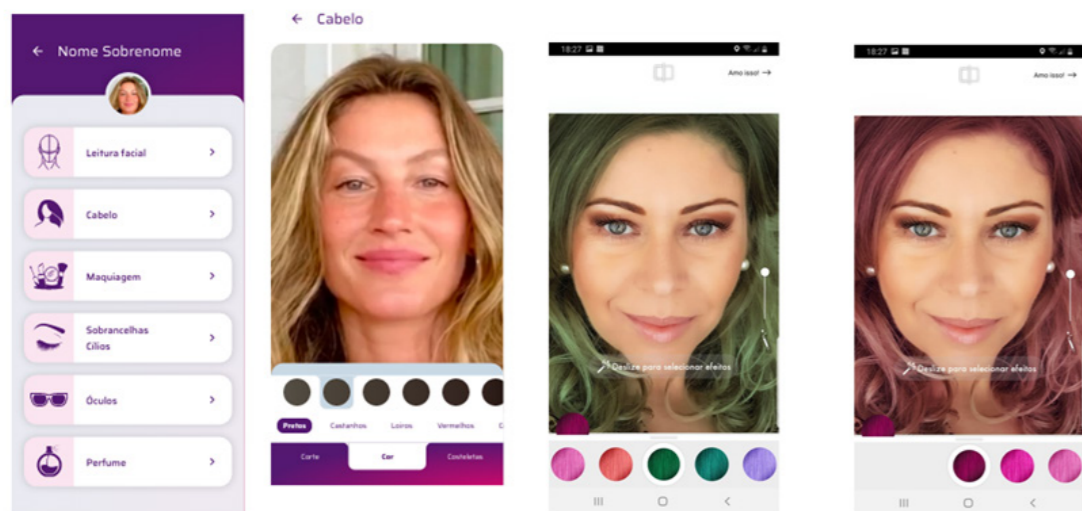 Nome Sobrenome
Leitura facial
Cabelo
Maquiagem
Sobrancelhas
Cílios
Óculos
Perfume
Cabelo
Pretos Castanhos Loiros Vermelhos
Corte Cor Costeletas
18:27
Amo isso! →
Deslize para selecionar efeitos
18:27
Amo isso! →
Deslize para selecionar efeitos